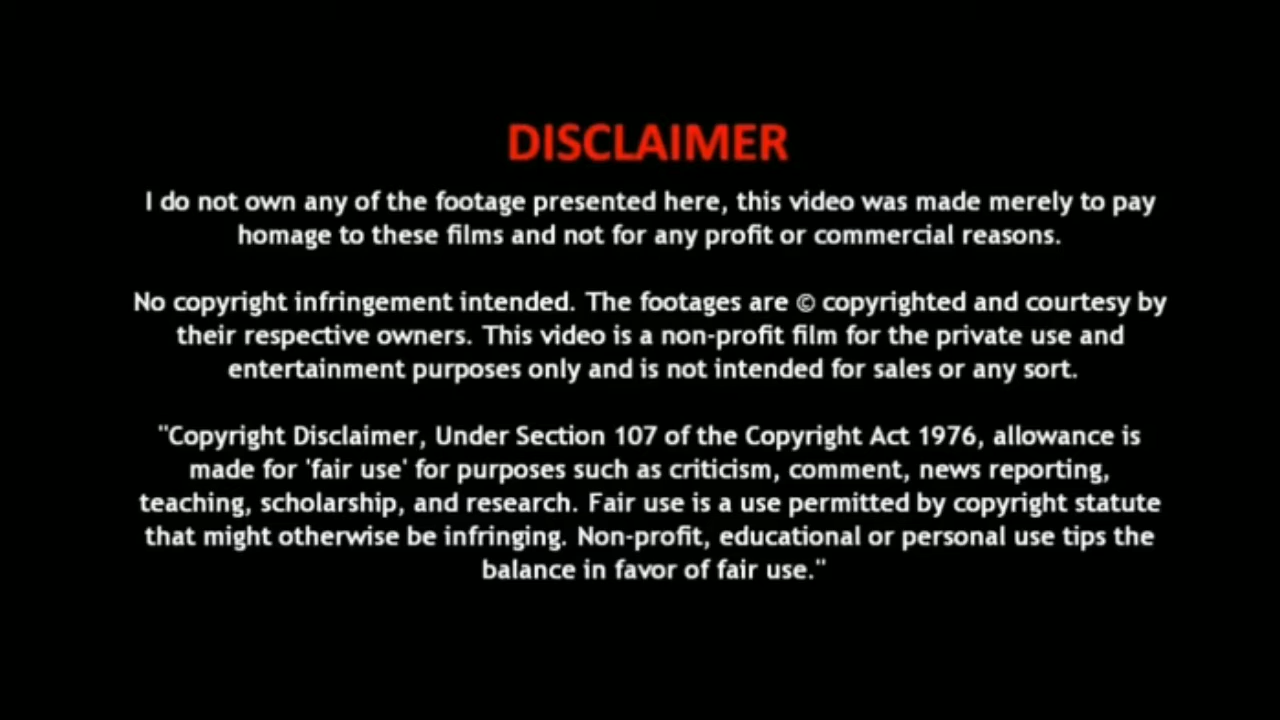 DISCLAIMER
I do not own any of the footage presented here, this video was made merely to pay
homage to these films and not for any profit or commercial reasons.
No copyright infringement intended. The footages are © copyrighted and courtesy by
their respective owners. This video is a non-profit film for the private use and
entertainment purposes only and is not intended for sales or any sort.
"Copyright Disclaimer, Under Section 107 of the Copyright Act 1976, allowance is
made for 'fair use' for purposes such as criticism, comment, news reporting,
teaching, scholarship, and research. Fair use is a use permitted by copyright statute
that might otherwise be infringing. Non-profit, educational or personal use tips the
balance in favor of fair use."